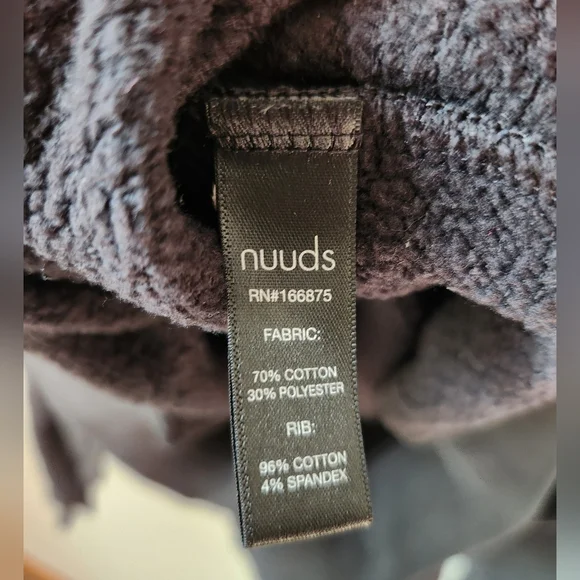 nuuds
RN#166875
FABRIC:
70% COTTON
30% POLYESTER
RIB:
96% COTTON
4% SPANDEX